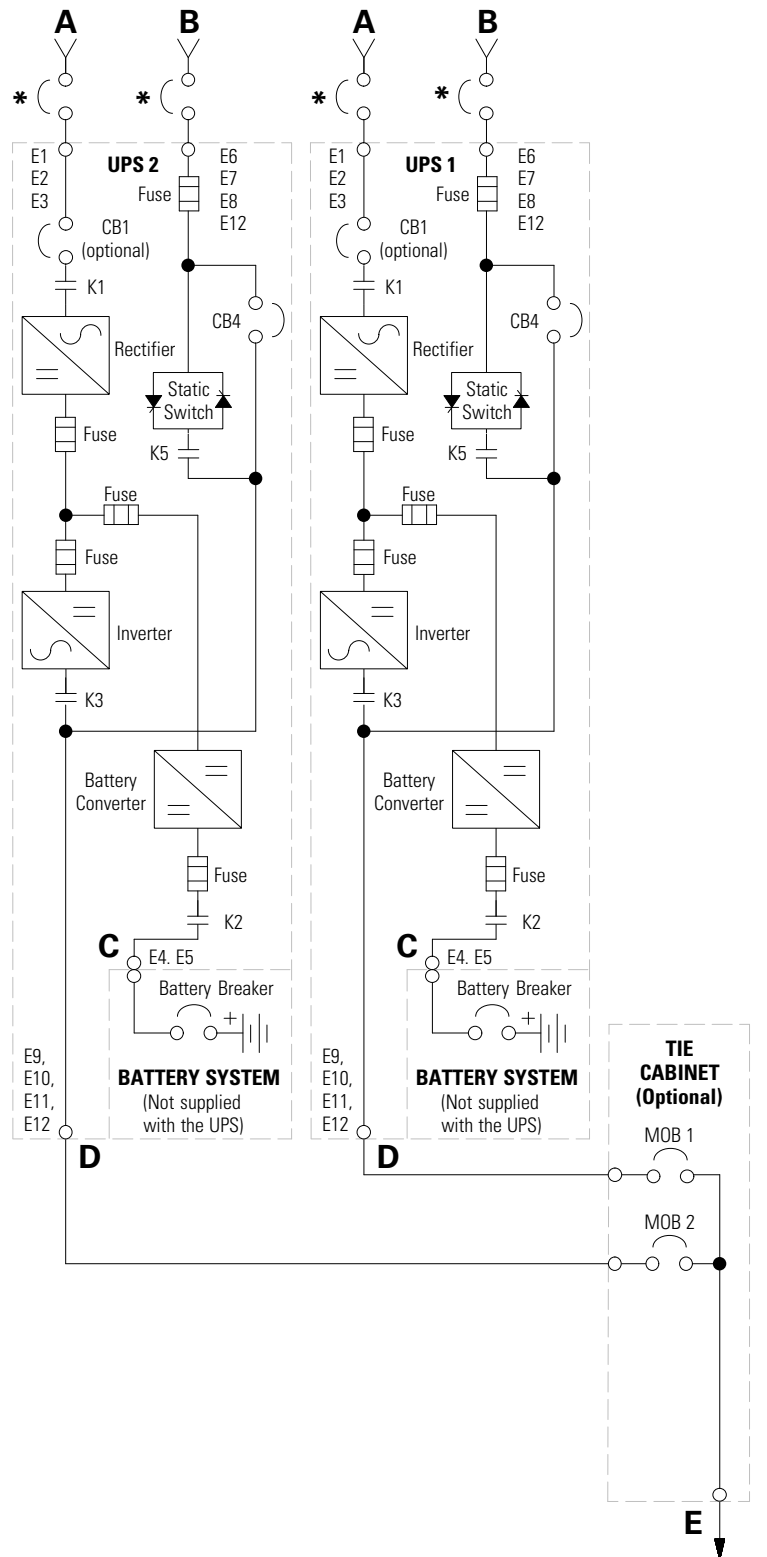 A
B
A
B
*
*
*
*
E1
E2
E3
UPS 2
E6
E7
E8
E12
Fuse
CB1
(optional)
K1
CB4
Rectifier
Static
Switch
Fuse
K5
Fuse
Fuse
Inverter
K3
Battery
Converter
Fuse
K2
C
E4. E5
Battery Breaker
+
BATTERY SYSTEM
(Not supplied
with the UPS)
E9,
E10,
E11,
E12
D
E1
E2
E3
UPS 1
E6
E7
E8
E12
Fuse
CB1
(optional)
K1
CB4
Rectifier
Static
Switch
Fuse
K5
Fuse
Fuse
Inverter
K3
Battery
Converter
Fuse
K2
C
E4. E5
Battery Breaker
+
BATTERY SYSTEM
(Not supplied
with the UPS)
E9,
E10,
E11,
E12
D
TIE
CABINET
(Optional)
MOB 1
MOB 2
E